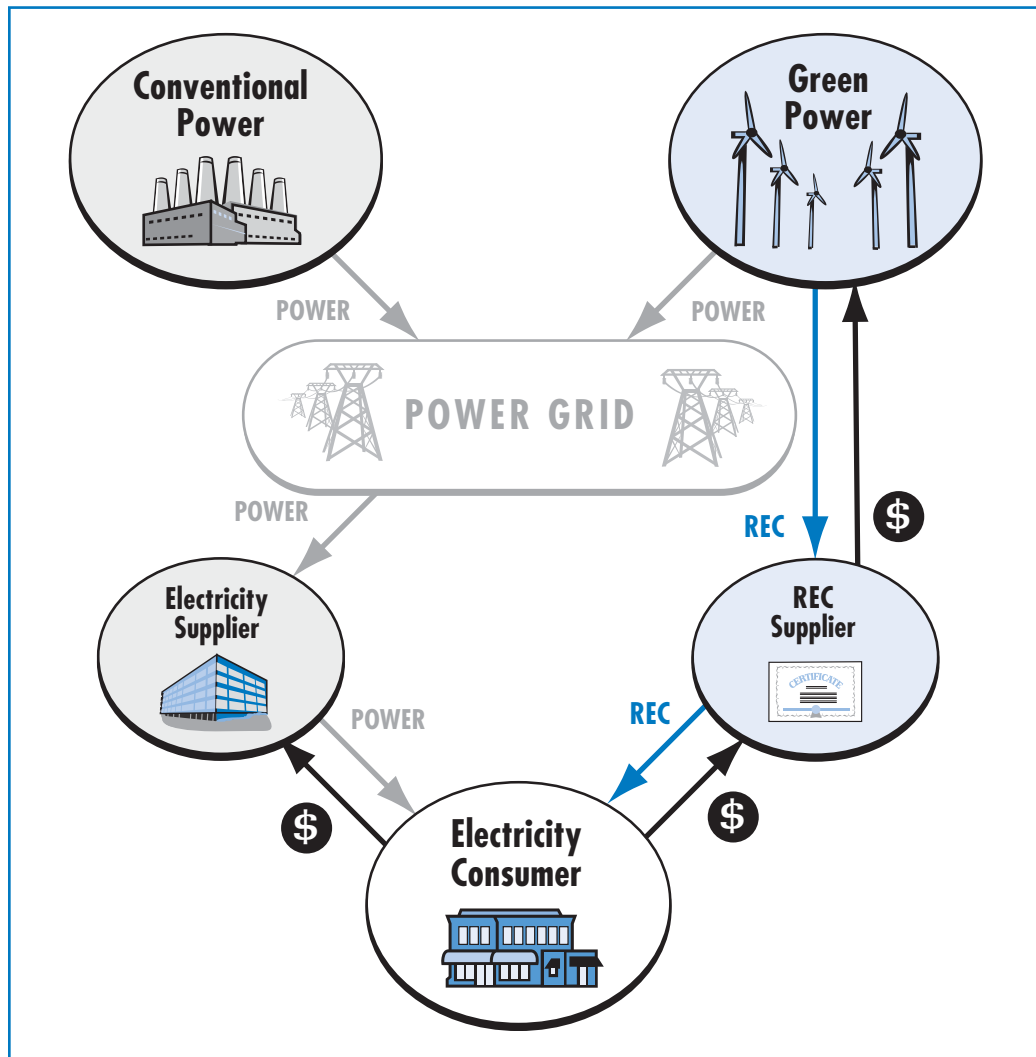 Conventional
Power
Green
Power
POWER
POWER
POWER GRID
POWER
REC
$
Electricity
Supplier
REC
Supplier
CERTIFICATE
POWER
REC
$
$
Electricity
Consumer